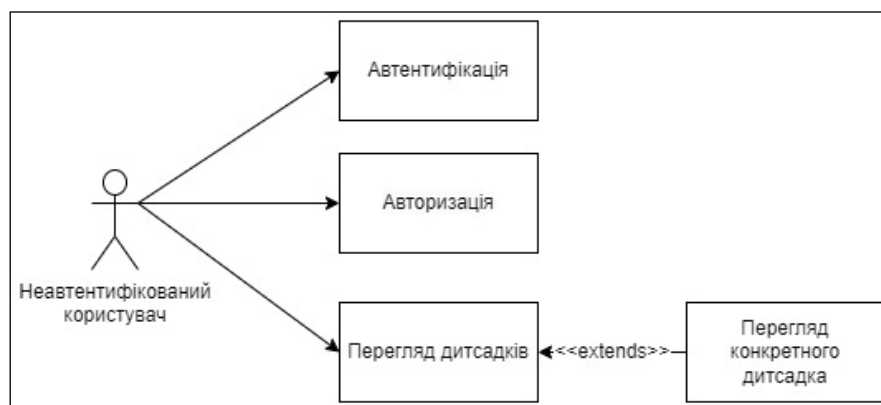 Автентифікація
Авторизація
Неавтентифікований
користувач
Перегляд дитсадків
<<extends>>
Перегляд
конкретного
дитсадка